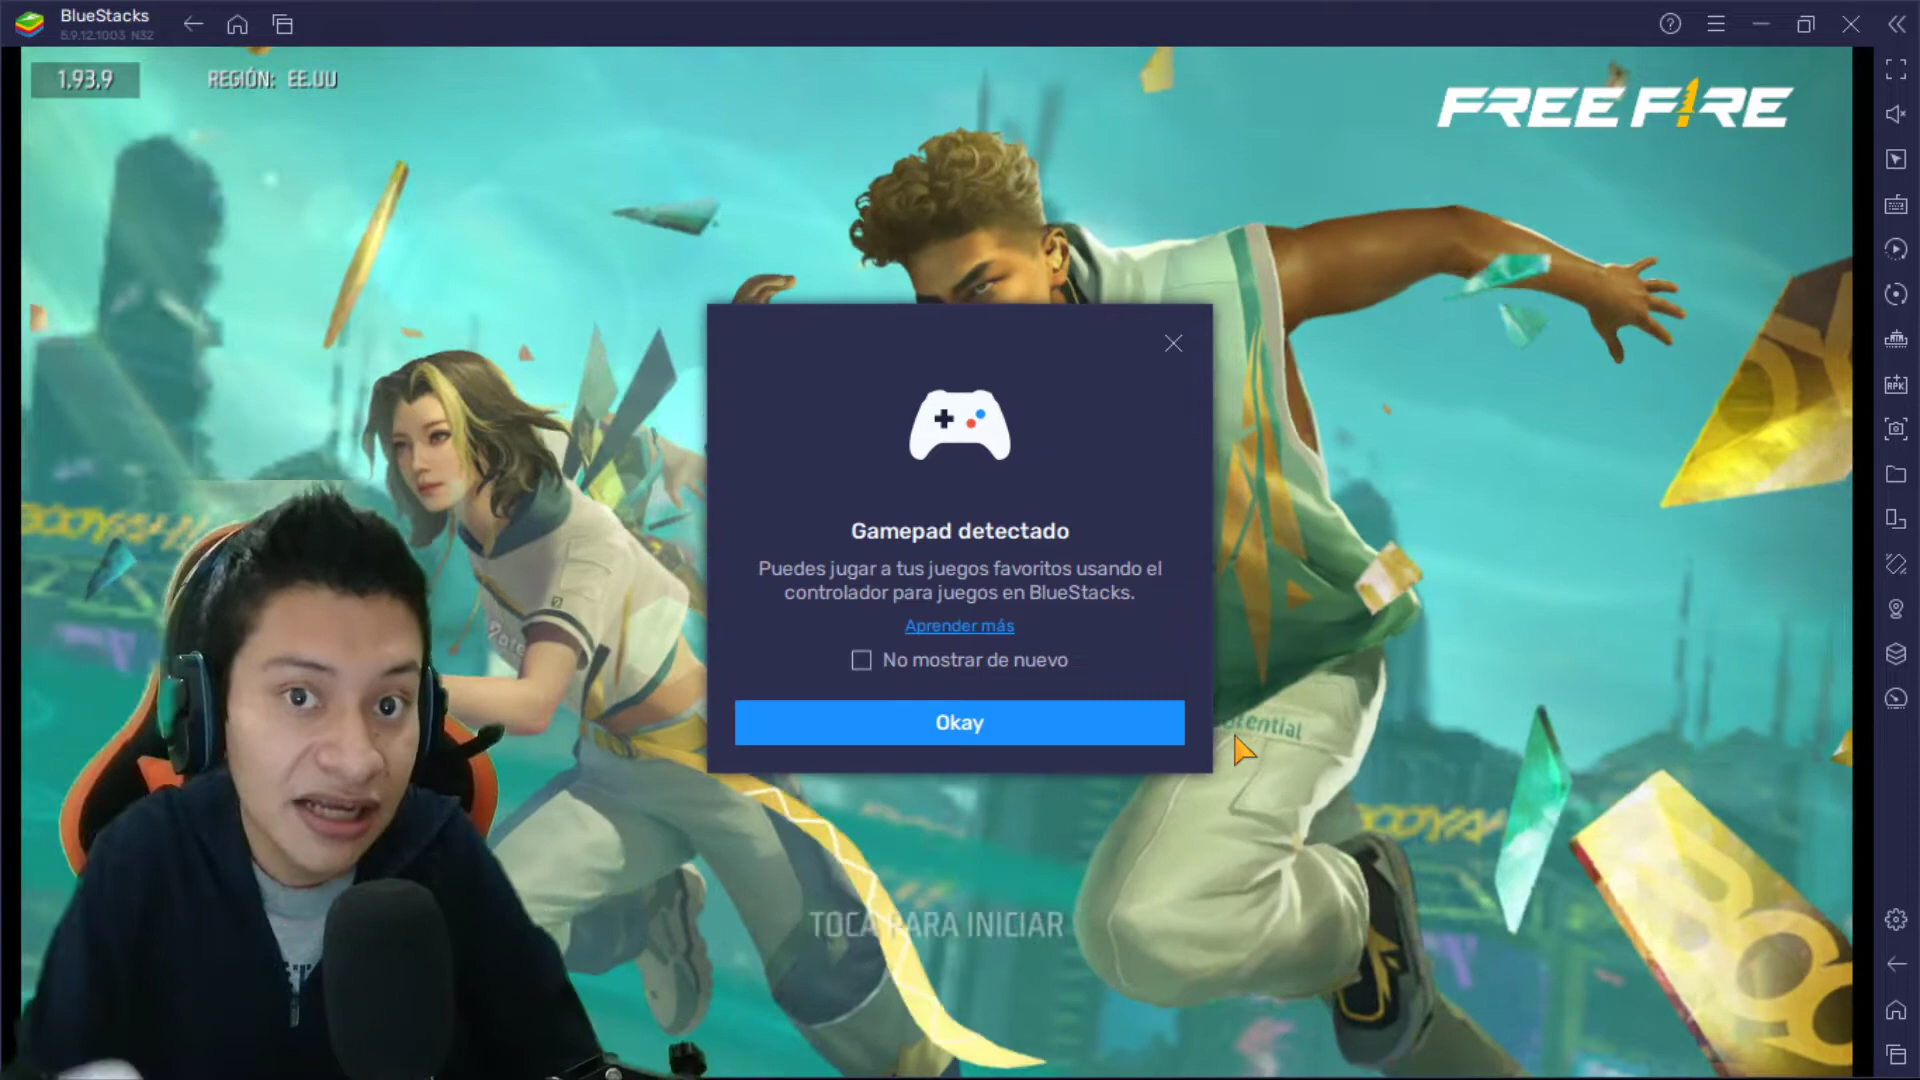 BlueStacks
5.9.12.1003 N32
1.93.9
REGIÓN: EE.UU
FREE FIRE
Gamepad detectado
Puedes jugar a tus juegos favoritos usando el
controlador para juegos en BlueStacks.
Aprender más
No mostrar de nuevo
Okay
TOCA PARA INICIAR